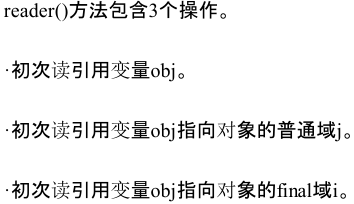 reader()方法包含3个操作。
·初次读引用变量obj。
·初次读引用变量obj指向对象的普通域j。
·初次读引用变量obj指向对象的final域i。